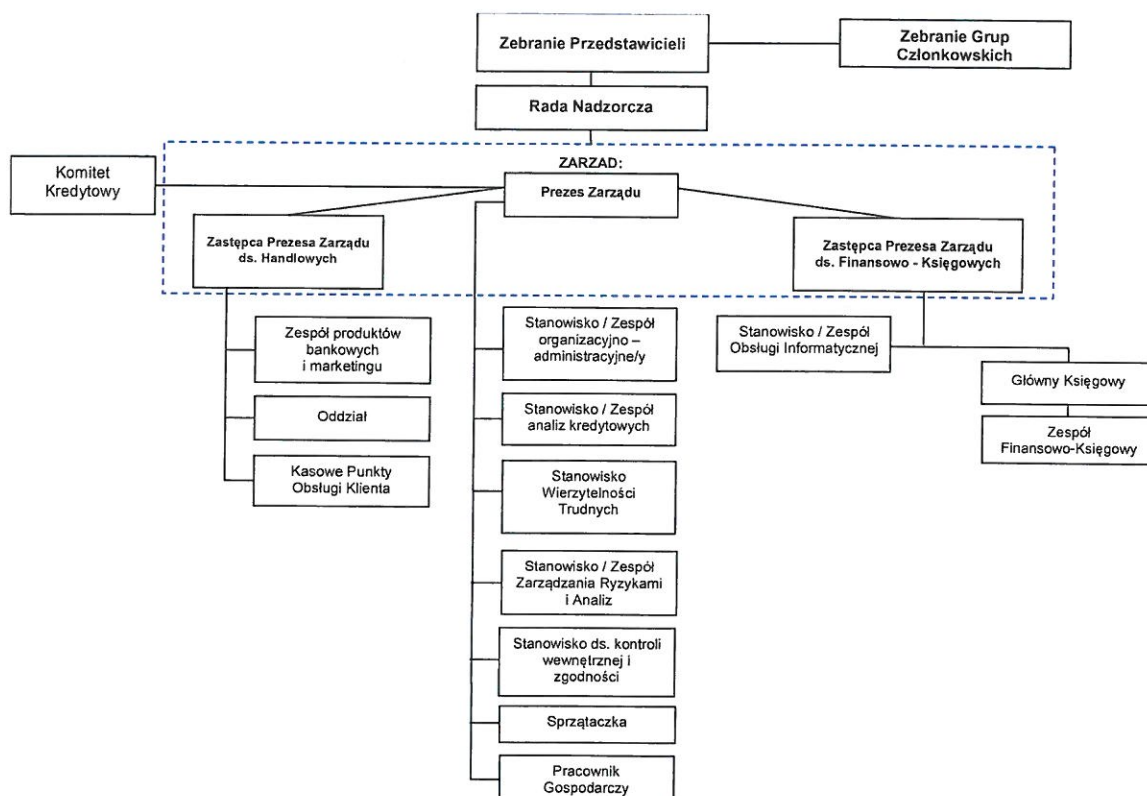 Zebranie Przedstawicieli
Zebranie Grup
Członkowskich
Rada Nadzorcza
ZARZAD:
Komitet
Kredytowy
Prezes Zarządu
Zastępca Prezesa Zarządu
ds. Handlowych
Zastępca Prezesa Zarządu
ds. Finansowo - Księgowych
Zespół produktów
bankowych
i marketingu
Oddział
Kasowe Punkty
Obsługi Klienta
Stanowisko / Zespół
organizacyjno –
administracyjne/y
Stanowisko / Zespół
analiz kredytowych
Stanowisko
Wierzytelności
Trudnych
Stanowisko / Zespół
Zarządzania Ryzykami
i Analiz
Stanowisko ds. kontroli
wewnętrznej i
zgodności
Sprzątaczka
Pracownik
Gospodarczy
Stanowisko / Zespół
Obsługi Informatycznej
Główny Księgowy
Zespół
Finansowo-Księgowy